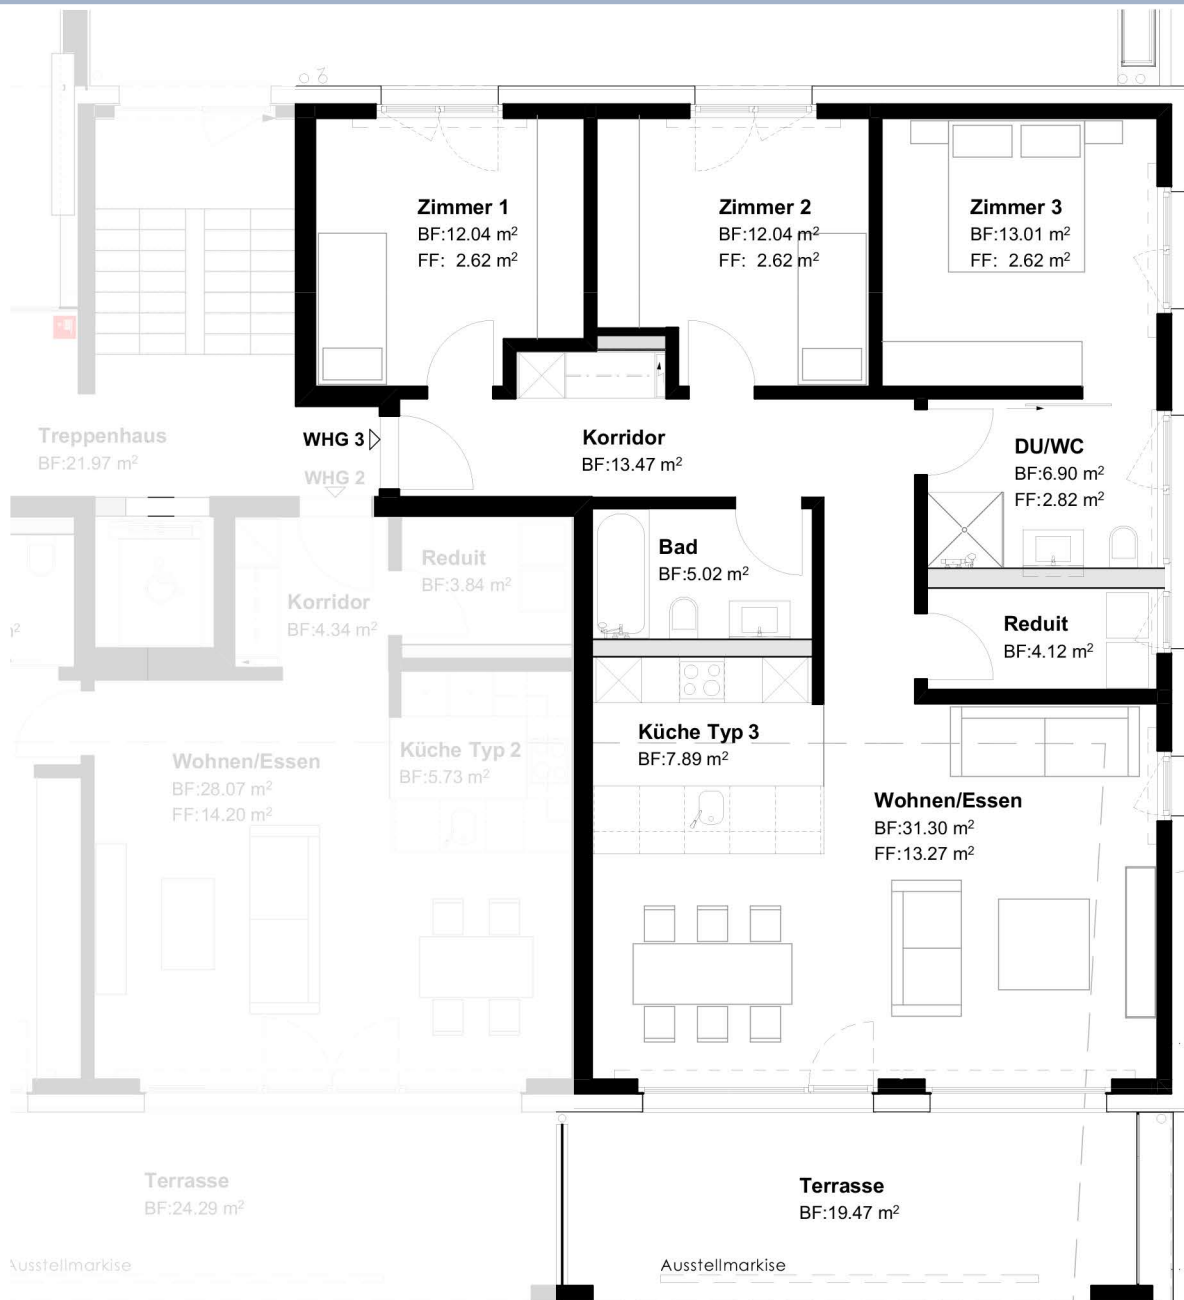 Zimmer 1
BF:12.04 m²
FF: 2.62 m²
Zimmer 2
BF:12.04 m²
FF: 2.62 m²
Zimmer 3
BF:13.01 m²
FF: 2.62 m²
Treppenhaus
BF:21.97 m²
WHG 3
WHG 2
Korridor
BF:13.47 m²
DU/WC
BF:6.90 m²
FF:2.82 m²
Reduit
BF:3.84 m²
Bad
BF:5.02 m²
Korridor
BF:4.34 m²
m²
Reduit
BF:4.12 m²
Küche Typ 3
BF:7.89 m²
Küche Typ 2
BF:5.73 m²
Wohnen/Essen
BF:28.07 m²
FF:14.20 m²
Wohnen/Essen
BF:31.30 m²
FF:13.27 m²
Terrasse
BF:24.29 m²
Terrasse
BF:19.47 m²
Ausstellmarkise
Ausstellmarkise